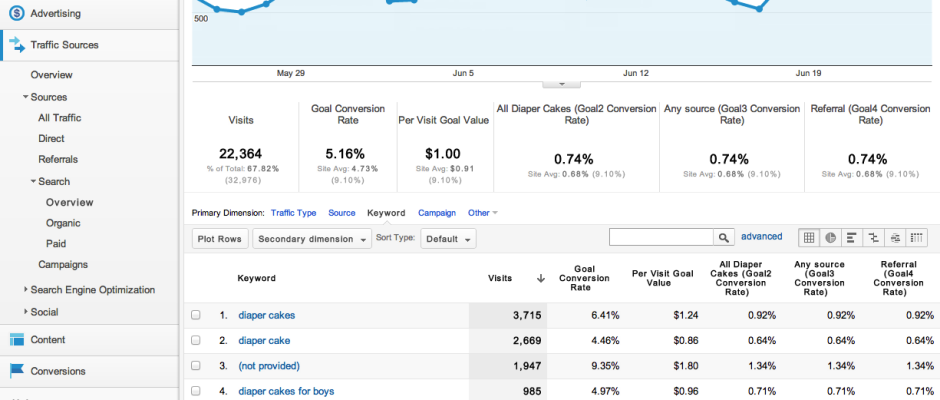 Advertising
Traffic Sources
Overview
Sources
All Traffic
Direct
Referrals
Search
Overview
Organic
Paid
Campaigns
Search Engine Optimization
Social
Content
Conversions
500
May 29 Jun 5 Jun 12 Jun 19
Visits
22,364
% of Total: 67.82%
(32,976)
Goal Conversion
Rate
5.16%
Site Avg: 4.73%
(9.10%)
Per Visit Goal Value
$1.00
Site Avg: $0.91
(9.10%)
All Diaper Cakes (Goal2 Conversion
Rate)
0.74%
Site Avg: 0.68% (9.10%)
Any source (Goal3 Conversion
Rate)
0.74%
Site Avg: 0.68% (9.10%)
Referral (Goal4 Conversion
Rate)
0.74%
Site Avg: 0.68% (9.10%)
Primary Dimension: Traffic Type Source Keyword Campaign Other
Plot Rows Secondary dimension Sort Type: Default advanced
Keyword
Visits
Goal
Conversion
Rate
Per Visit Goal
Value
All Diaper
Cakes (Goal2
Conversion
Rate)
Any source
(Goal3
Conversion
Rate)
Referral
(Goal4
Conversion
Rate)
1. diaper cakes 3,715 6.41% $1.24 0.92% 0.92% 0.92%
2. diaper cake 2,669 4.46% $0.86 0.64% 0.64% 0.64%
3. (not provided) 1,947 9.35% $1.80 1.34% 1.34% 1.34%
4. diaper cakes for boys 985 4.97% $0.96 0.71% 0.71% 0.71%